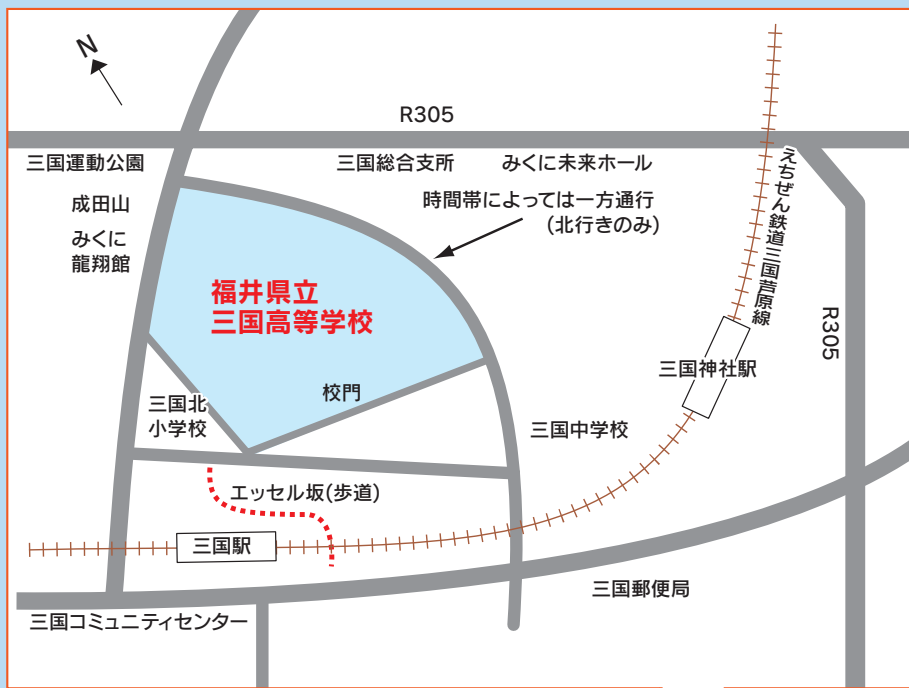 N
R305
三国運動公園
三国総合支所
みくに未来ホール
成田山
時間帯によっては一方通行
(北行きのみ)
みくに
龍翔館
えちぜん鉄道三国芦原線
福井県立
三国高等学校
R305
三国神社駅
校門
三国北
小学校
三国中学校
エッセル坂(歩道)
三国駅
三国郵便局
三国コミュニティセンター